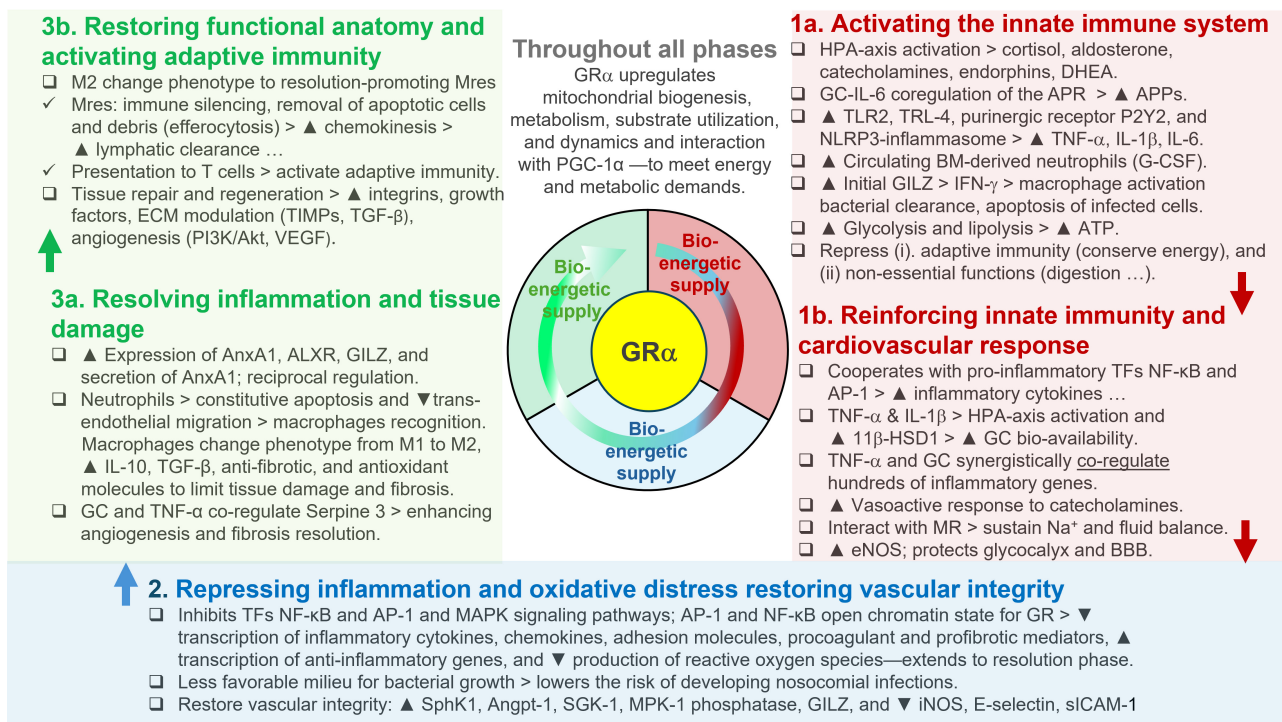 3b. Restoring functional anatomy and
activating adaptive immunity
❑ M2 change phenotype to resolution-promoting Mres
✓ Mres: immune silencing, removal of apoptotic cells
and debris (efferocytosis) > ▲ chemokinesis >
▲ lymphatic clearance …
✓ Presentation to T cells > activate adaptive immunity.
❑ Tissue repair and regeneration > ▲ integrins, growth
factors, ECM modulation (TIMPs, TGF-β),
angiogenesis (PI3K/Akt, VEGF).
3a. Resolving inflammation and tissue
damage
❑ ▲ Expression of AnxA1, ALXR, GILZ, and
secretion of AnxA1; reciprocal regulation.
❑ Neutrophils > constitutive apoptosis and ▼trans-
endothelial migration > macrophages recognition.
Macrophages change phenotype from M1 to M2,
▲ IL-10, TGF-β, anti-fibrotic, and antioxidant
molecules to limit tissue damage and fibrosis.
❑ GC and TNF-α co-regulate Serpine 3 > enhancing
angiogenesis and fibrosis resolution.
Throughout all phases
GRα upregulates
mitochondrial biogenesis,
metabolism, substrate utilization,
and dynamics and interaction
with PGC-1α —to meet energy
and metabolic demands.
Bio-
energetic
supply
Bio-
energetic
supply
GRα
Bio-
energetic
supply
1a. Activating the innate immune system
❑ HPA-axis activation > cortisol, aldosterone,
catecholamines, endorphins, DHEA.
❑ GC-IL-6 coregulation of the APR > ▲ APPs.
❑ ▲ TLR2, TRL-4, purinergic receptor P2Y2, and
NLRP3-inflammasome > ▲ TNF-α, IL-1β, IL-6.
❑ ▲ Circulating BM-derived neutrophils (G-CSF).
❑ ▲ Initial GILZ > IFN-γ > macrophage activation
bacterial clearance, apoptosis of infected cells.
❑ ▲ Glycolysis and lipolysis > ▲ ATP.
❑ Repress (i). adaptive immunity (conserve energy), and
(ii) non-essential functions (digestion …).
1b. Reinforcing innate immunity and
cardiovascular response
❑ Cooperates with pro-inflammatory TFs NF-κB and
AP-1 > ▲ inflammatory cytokines …
❑ TNF-α & IL-1β > HPA-axis activation and
▲ 11β-HSD1 > ▲ GC bio-availability.
❑ TNF-α and GC synergistically co-regulate
hundreds of inflammatory genes.
❑ ▲ Vasoactive response to catecholamines.
❑ Interact with MR > sustain Na⁺ and fluid balance.
❑ ▲ eNOS; protects glycocalyx and BBB.
2. Repressing inflammation and oxidative distress restoring vascular integrity
❑ Inhibits TFs NF-κB and AP-1 and MAPK signaling pathways; AP-1 and NF-κB open chromatin state for GR > ▼
transcription of inflammatory cytokines, chemokines, adhesion molecules, procoagulant and profibrotic mediators, ▲
transcription of anti-inflammatory genes, and ▼ production of reactive oxygen species—extends to resolution phase.
❑ Less favorable milieu for bacterial growth > lowers the risk of developing nosocomial infections.
❑ Restore vascular integrity: ▲ SphK1, Angpt-1, SGK-1, MPK-1 phosphatase, GILZ, and ▼ iNOS, E-selectin, sICAM-1